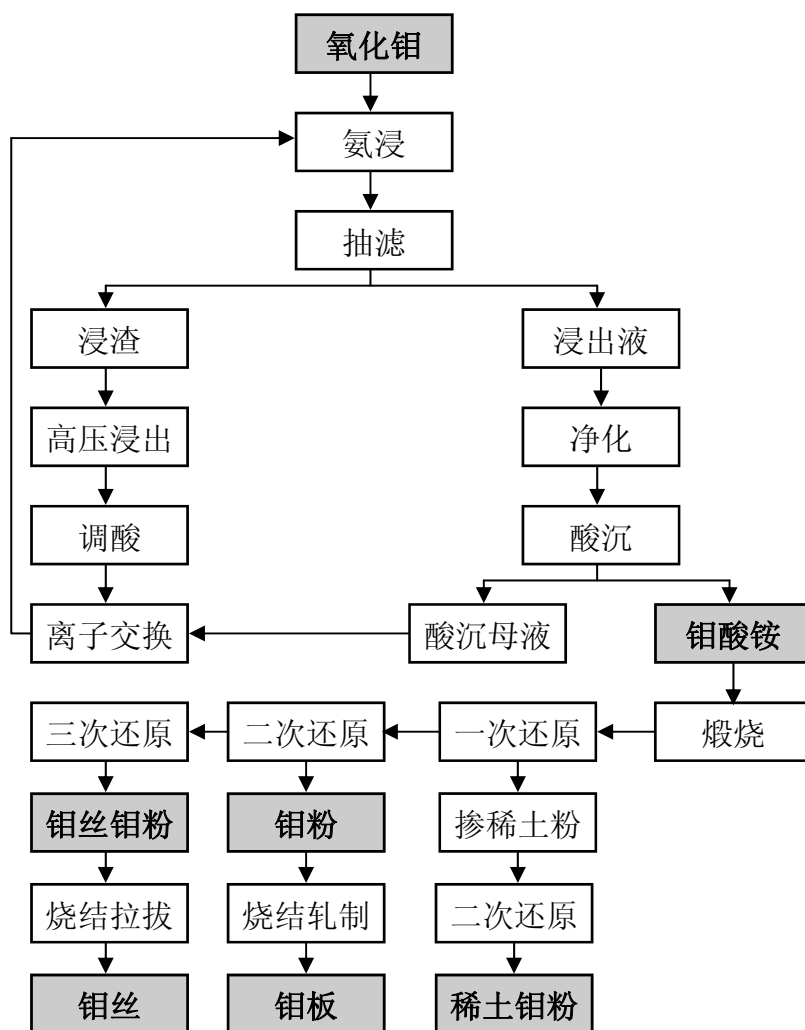 氧化钼
氨浸
抽滤
浸渣
浸出液
高压浸出
净化
调酸
酸沉
离子交换
酸沉母液
钼酸铵
三次还原
二次还原
一次还原
煅烧
钼丝钼粉
钼粉
掺稀土粉
烧结拉拔
烧结轧制
二次还原
钼丝
钼板
稀土钼粉